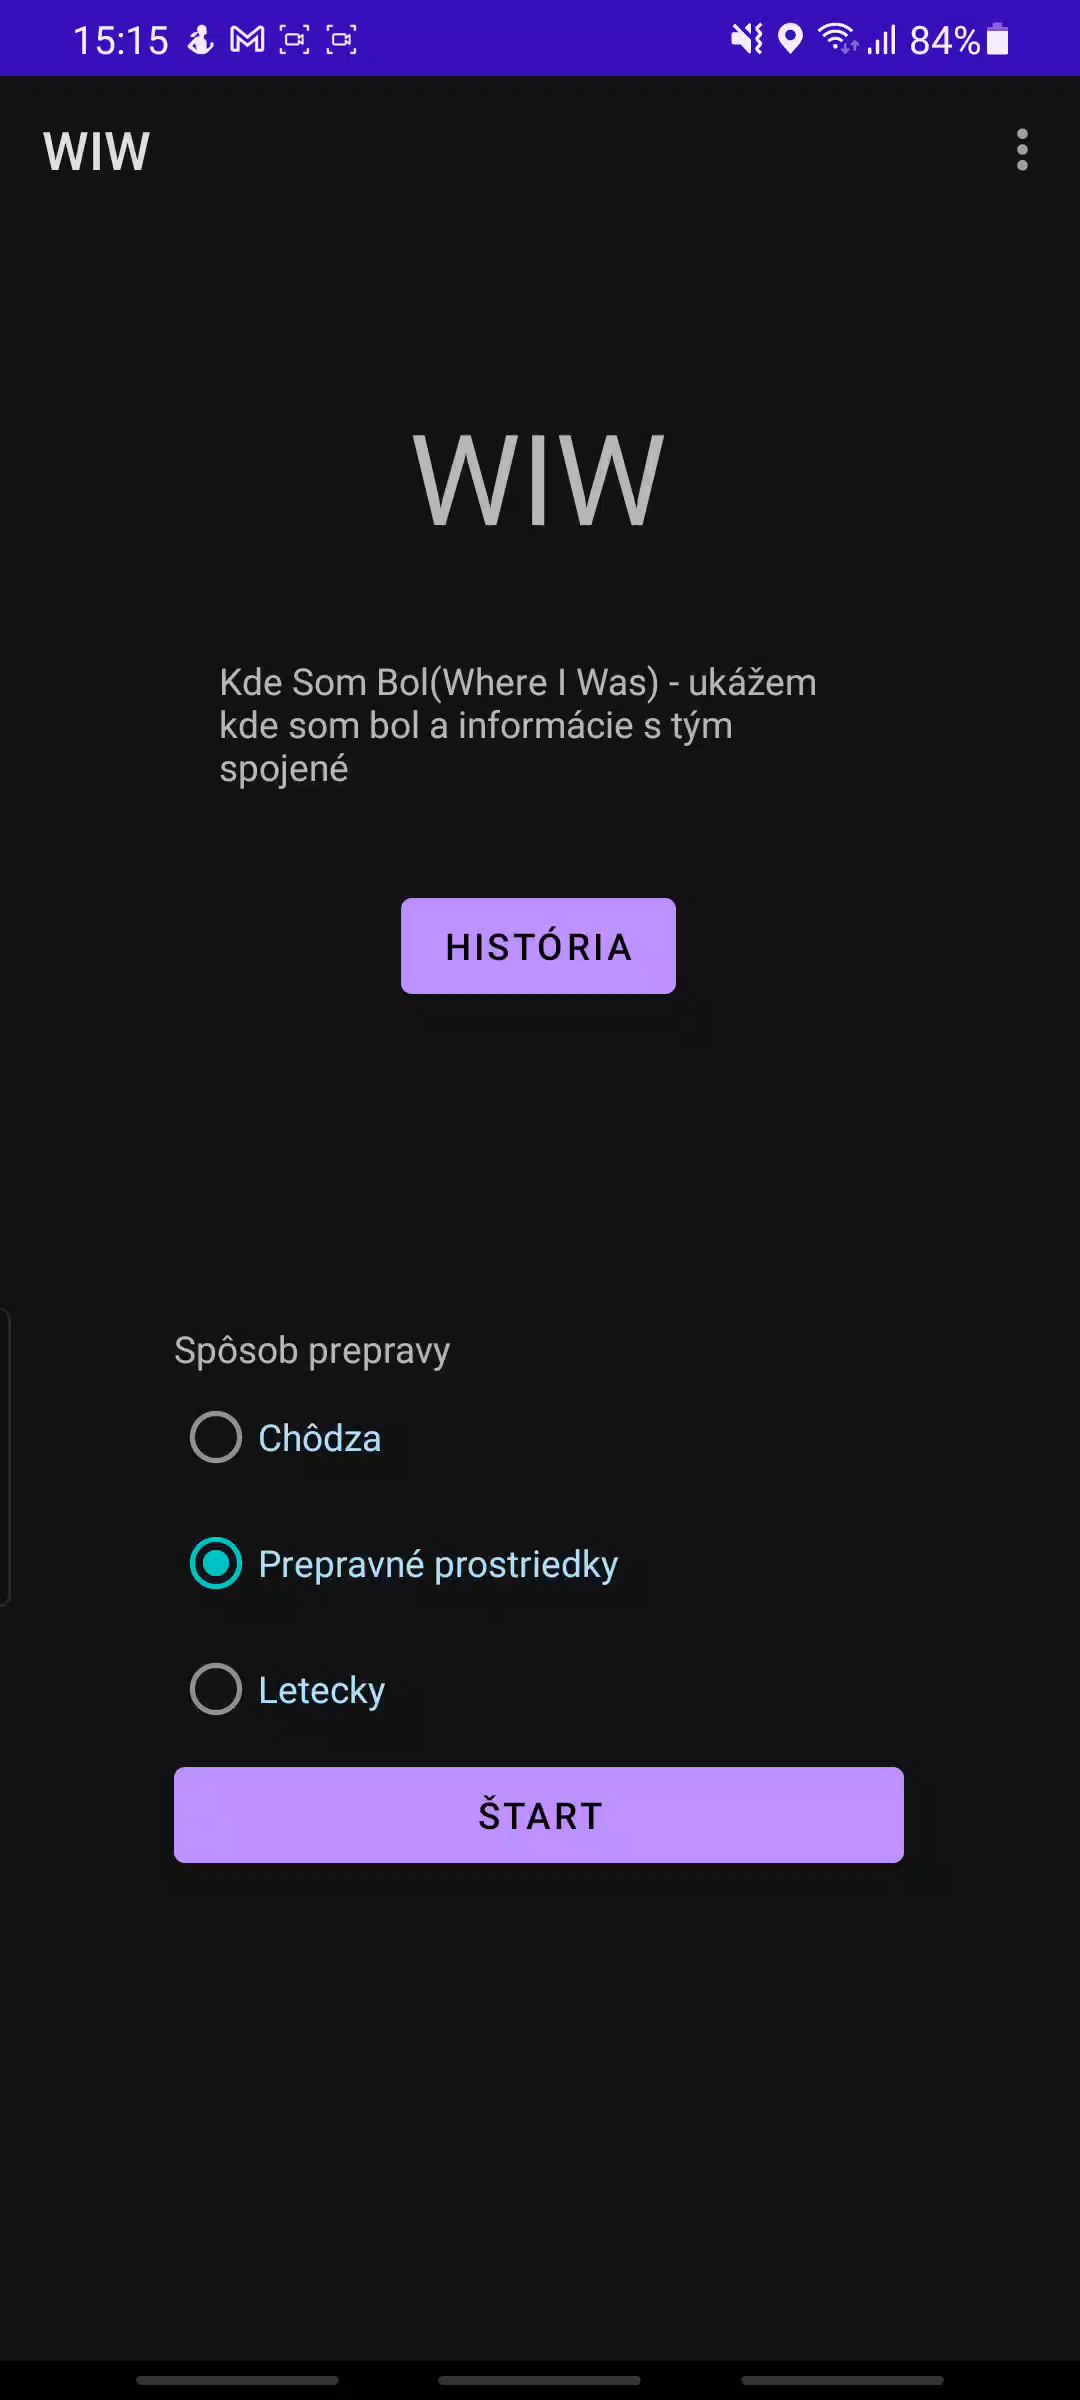 15:15
84%
WIW
WIW
Kde Som Bol(Where I Was) - ukážem
kde som bol a informácie s tým
spojené
HISTÓRIA
Spôsob prepravy
Chôdza
Prepravné prostriedky
Letecky
ŠTART